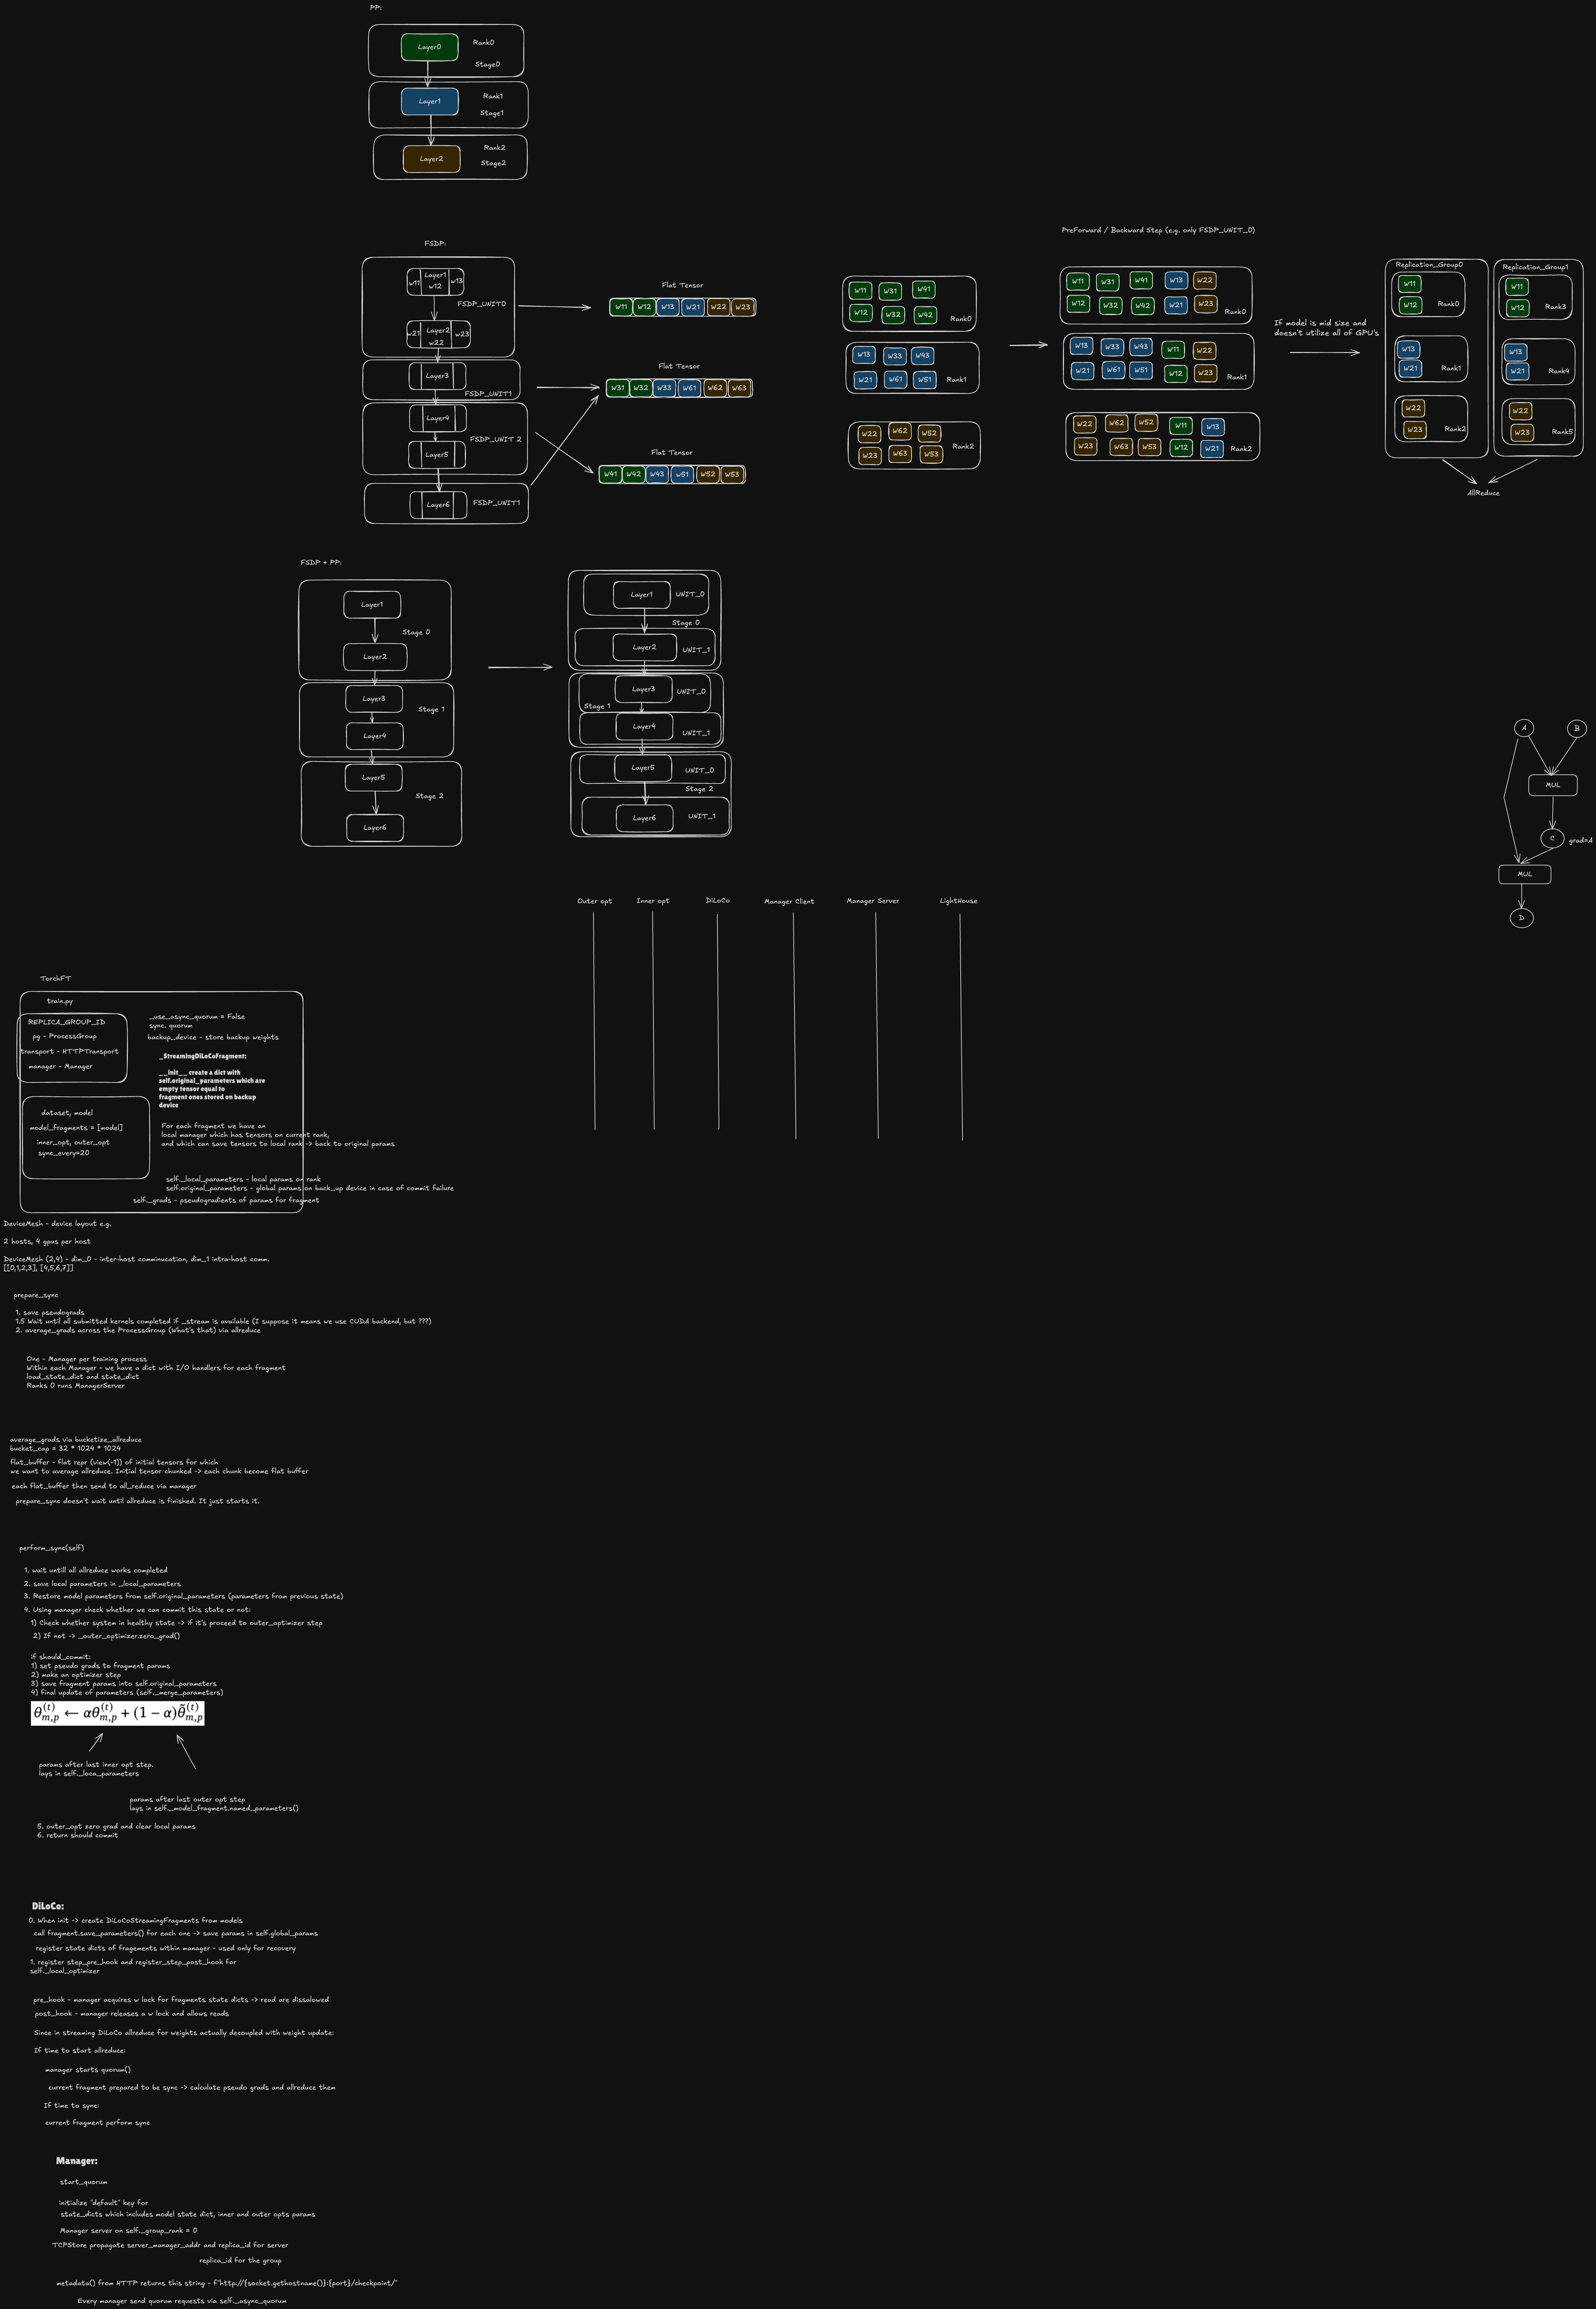 PP:
Layer0
Rank0
Stage0
Layer1
Rank1
Stage1
Layer2
Rank2
Stage2
FSDP:
Layer1
w11
w12
w13
FSDP_UNIT0
w21
Layer2
w22
w23
Layer3
FSDP_UNIT1
Layer4
FSDP_UNIT 2
Layer5
Layer6
FSDP_UNIT1
Flat Tensor
W11 W12 W13 W21 W22 W23
Flat Tensor
W31 W32 W33 W61 W62 W63
Flat Tensor
W41 W42 W43 W51 W52 W53
W11 W31 W41
W12 W32 W42
Rank0
W13 W33 W43
W21 W61 W51
Rank1
W22 W62 W52
W23 W63 W53
Rank2
PreForward / Backward Step (e.g. only FSDP_UNIT_0)
W11 W31 W41 W13 W22
W12 W32 W42 W21 W23
Rank0
W13 W33 W43 W11 W22
W21 W61 W51 W12 W23
Rank1
W22 W62 W52 W11 W13
W23 W63 W53 W12 W21
Rank2
If model is mid size and
doesn't utilize all of GPU's
Replication_Group0
W11
W12
Rank0
W13
W21
Rank1
W22
W23
Rank2
Replication_Group1
W11
W12
Rank3
W13
W21
Rank4
W22
W23
Rank5
AllReduce
FSDP + PP:
Layer1
Stage 0
Layer2
Layer3
Stage 1
Layer4
Layer5
Stage 2
Layer6
Layer1
UNIT_0
Stage 0
Layer2
UNIT_1
Layer3
UNIT_0
Stage 1
Layer4
UNIT_1
Layer5
UNIT_0
Stage 2
Layer6
UNIT_1
A
B
MUL
C
grad=A
MUL
D
Outer opt
Inner opt
DiLoCo
Manager Client
Manager Server
LightHouse
TorchFT
train.py
REPLICA_GROUP_ID
pg - ProcessGroup
transport - HTTPTransport
manager - Manager
dataset, model
model_fragments = [model]
inner_opt, outer_opt
sync_every=20
_use_async_quorum = False
sync. quorum
backup_device - store backup weights
_StreamingDiLoCoFragment:
__init__ create a dict with
self.original_parameters which are
empty tensor equal to
fragment ones stored on backup
device
For each fragment we have an
local manager which has tensors on current rank,
and which can save tensors to local rank -> back to original params
self._local_parameters - local params on rank
self.original_parameters - global params on back_up device in case of commit failure
self._grads - pseudogradients of params for fragment
DeviceMesh - device layout e.g.
2 hosts, 4 gpus per host
DeviceMesh (2,4) - dim_0 - inter-host comminucation, dim_1 intra-host comm.
[[0,1,2,3], [4,5,6,7]]
prepare_sync
1. save pseudograds
1.5 Wait until all submitted kernels completed if _stream is available (I suppose it means we use CUDA backend, but ???)
2. average_grads across the ProcessGroup (What's that) via allreduce
One - Manager per training process
Within each Manager - we have a dict with I/O handlers for each fragment
load_state_dict and state_dict
Ranks 0 runs ManagerServer
average_grads via bucketize_allreduce
bucket_cap = 32 * 1024 * 1024
flat_buffer - flat repr (view(-1)) of initial tensors for which
we want to average allreduce. Initial tensor chunked -> each chunk become flat buffer
each flat_buffer then send to all_reduce via manager
prepare_sync doesn't wait until allreduce is finished. It just starts it.
perform_sync(self)
1. wait untill all allreduce works completed
2. save local parameters in _local_parameters
3. Restore model parameters from self.original_parameters (parameters from previous state)
4. Using manager check whether we can commit this state or not:
1) Check whether system in healthy state -> if it's proceed to outer_optimizer step
2) If not -> _outer_optimizer.zero_grad()
if should_commit:
1) set pseudo grads to fragment params
2) make an optimizer step
3) save fragment params into self.original_parameters
4) final update of parameters (self._merge_parameters)
θ_{m,p}^{(t)} ← αθ_{m,p}^{(t)} + (1 − α)θ̃_{m,p}^{(t)}
params after last inner opt step.
lays in self._loca_parameters
params after last outer opt step
lays in self._model_fragment.named_parameters()
5. outer_opt zero grad and clear local params
6. return should commit
DiLoCo:
0. When init -> create DiLoCoStreamingFragments from models
call fragment.save_parameters() for each one -> save params in self.global_params
register state dicts of fragements within manager - used only for recovery
1. register step_pre_hook and register_step_post_hook for
self._local_optimizer
pre_hook - manager acquires w lock for fragments state dicts -> read are dissalowed
post_hook - manager releases a w lock and allows reads
Since in streaming DiLoCo allreduce for weights actually decoupled with weight update:
If time to start allreduce:
manager starts quorum()
current fragment prepared to be sync -> calculate pseudo grads and allreduce them
If time to sync:
current fragment perform sync
Manager:
start_quorum
initialize "default" key for
state_dicts which includes model state dict, inner and outer opts params
Manager server on self._group_rank = 0
TCPStore propagate server_manager_addr and replica_id for server
replica_id for the group
metadata() from HTTP returns this string - f"http://{socket.gethostname()}:{port}/checkpoint/"
Every manager send quorum requests via self._async_quorum